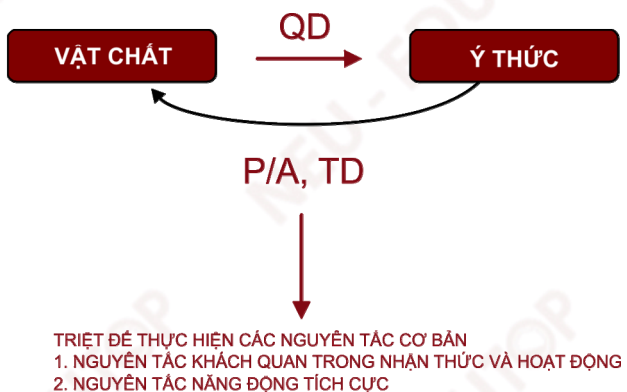 QD
VẬT CHẤT
Ý THỨC
P/A, TD
TRIỆT ĐỂ THỰC HIỆN CÁC NGUYÊN TẮC CƠ BẢN
1. NGUYÊN TẮC KHÁCH QUAN TRONG NHẬN THỨC VÀ HOẠT ĐỘNG
2. NGUYÊN TẮC NĂNG ĐỘNG TÍCH CỰC